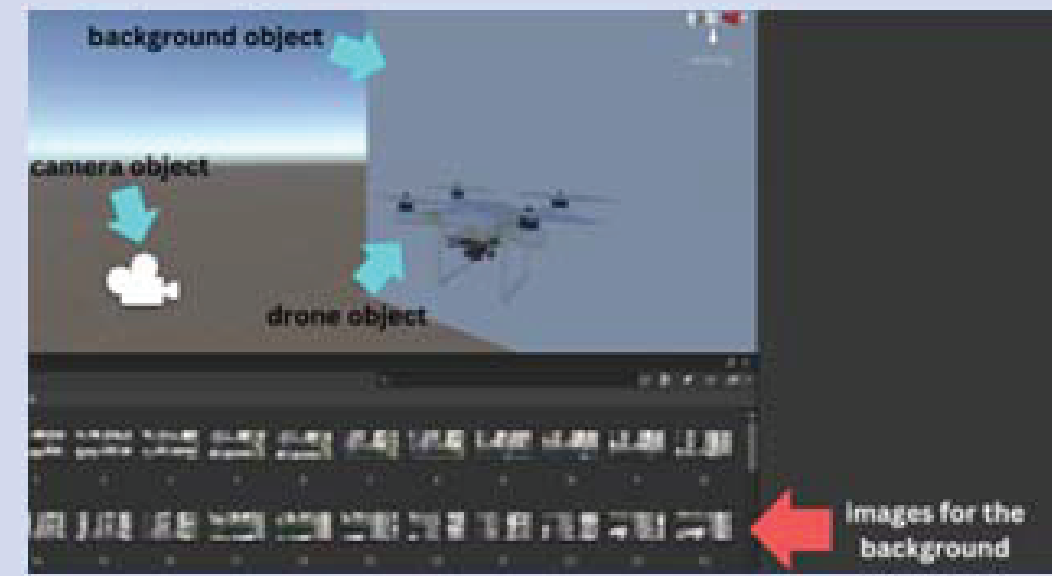 background object
camera object
drone object
images for the
background